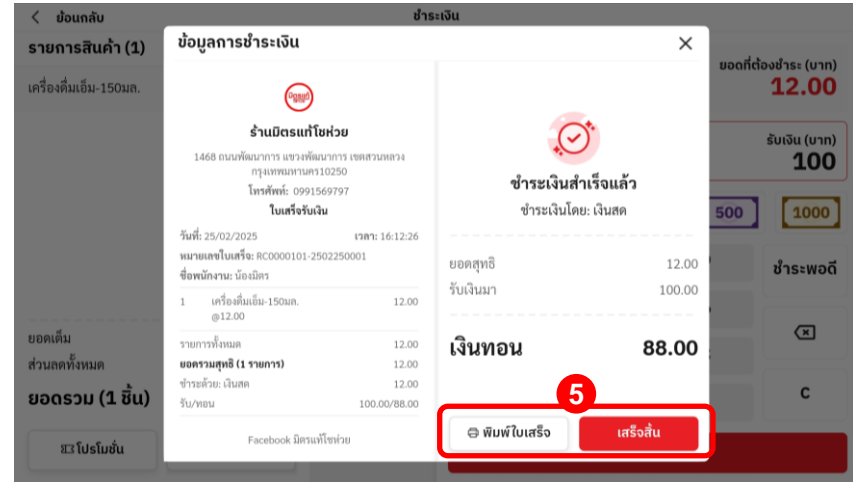 ย้อนกลับ
ชำระเงิน
รายการสินค้า (1)
เครื่องดื่มเอ็ม-150มล.
ยอดเต็ม
ส่วนลดทั้งหมด
ยอดรวม (1 ชิ้น)
โปรโมชั่น
ข้อมูลการชำระเงิน
ร้านมิตรแท้โชห่วย
1468 ถนนพัฒนาการ แขวงพัฒนาการ เขตสวนหลวง
กรุงเทพมหานคร10250
โทรศัพท์: 0991569797
ใบเสร็จรับเงิน
วันที่: 25/02/2025 เวลา: 16:12:26
หมายเลขใบเสร็จ: RC0000101-2502250001
ชื่อพนักงาน: น้องมิตร
1 เครื่องดื่มเอ็ม-150มล. 12.00
@12.00
รายการทั้งหมด 12.00
ยอดรวมสุทธิ (1 รายการ) 12.00
ชำระด้วย: เงินสด 12.00
รับ/ทอน 100.00/88.00
Facebook มิตรแท้โชห่วย
ชำระเงินสำเร็จแล้ว
ชำระเงินโดย: เงินสด
ยอดสุทธิ 12.00
รับเงินมา 100.00
เงินทอน 88.00
5
พิมพ์ใบเสร็จ
เสร็จสิ้น
ยอดที่ต้องชำระ (บาท)
12.00
รับเงิน (บาท)
100
500
1000
ชำระพอดี
C